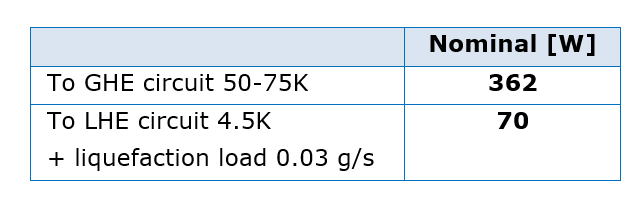 Nominal [W]
To GHE circuit 50-75K 362
To LHE circuit 4.5K 70
+ liquefaction load 0.03 g/s